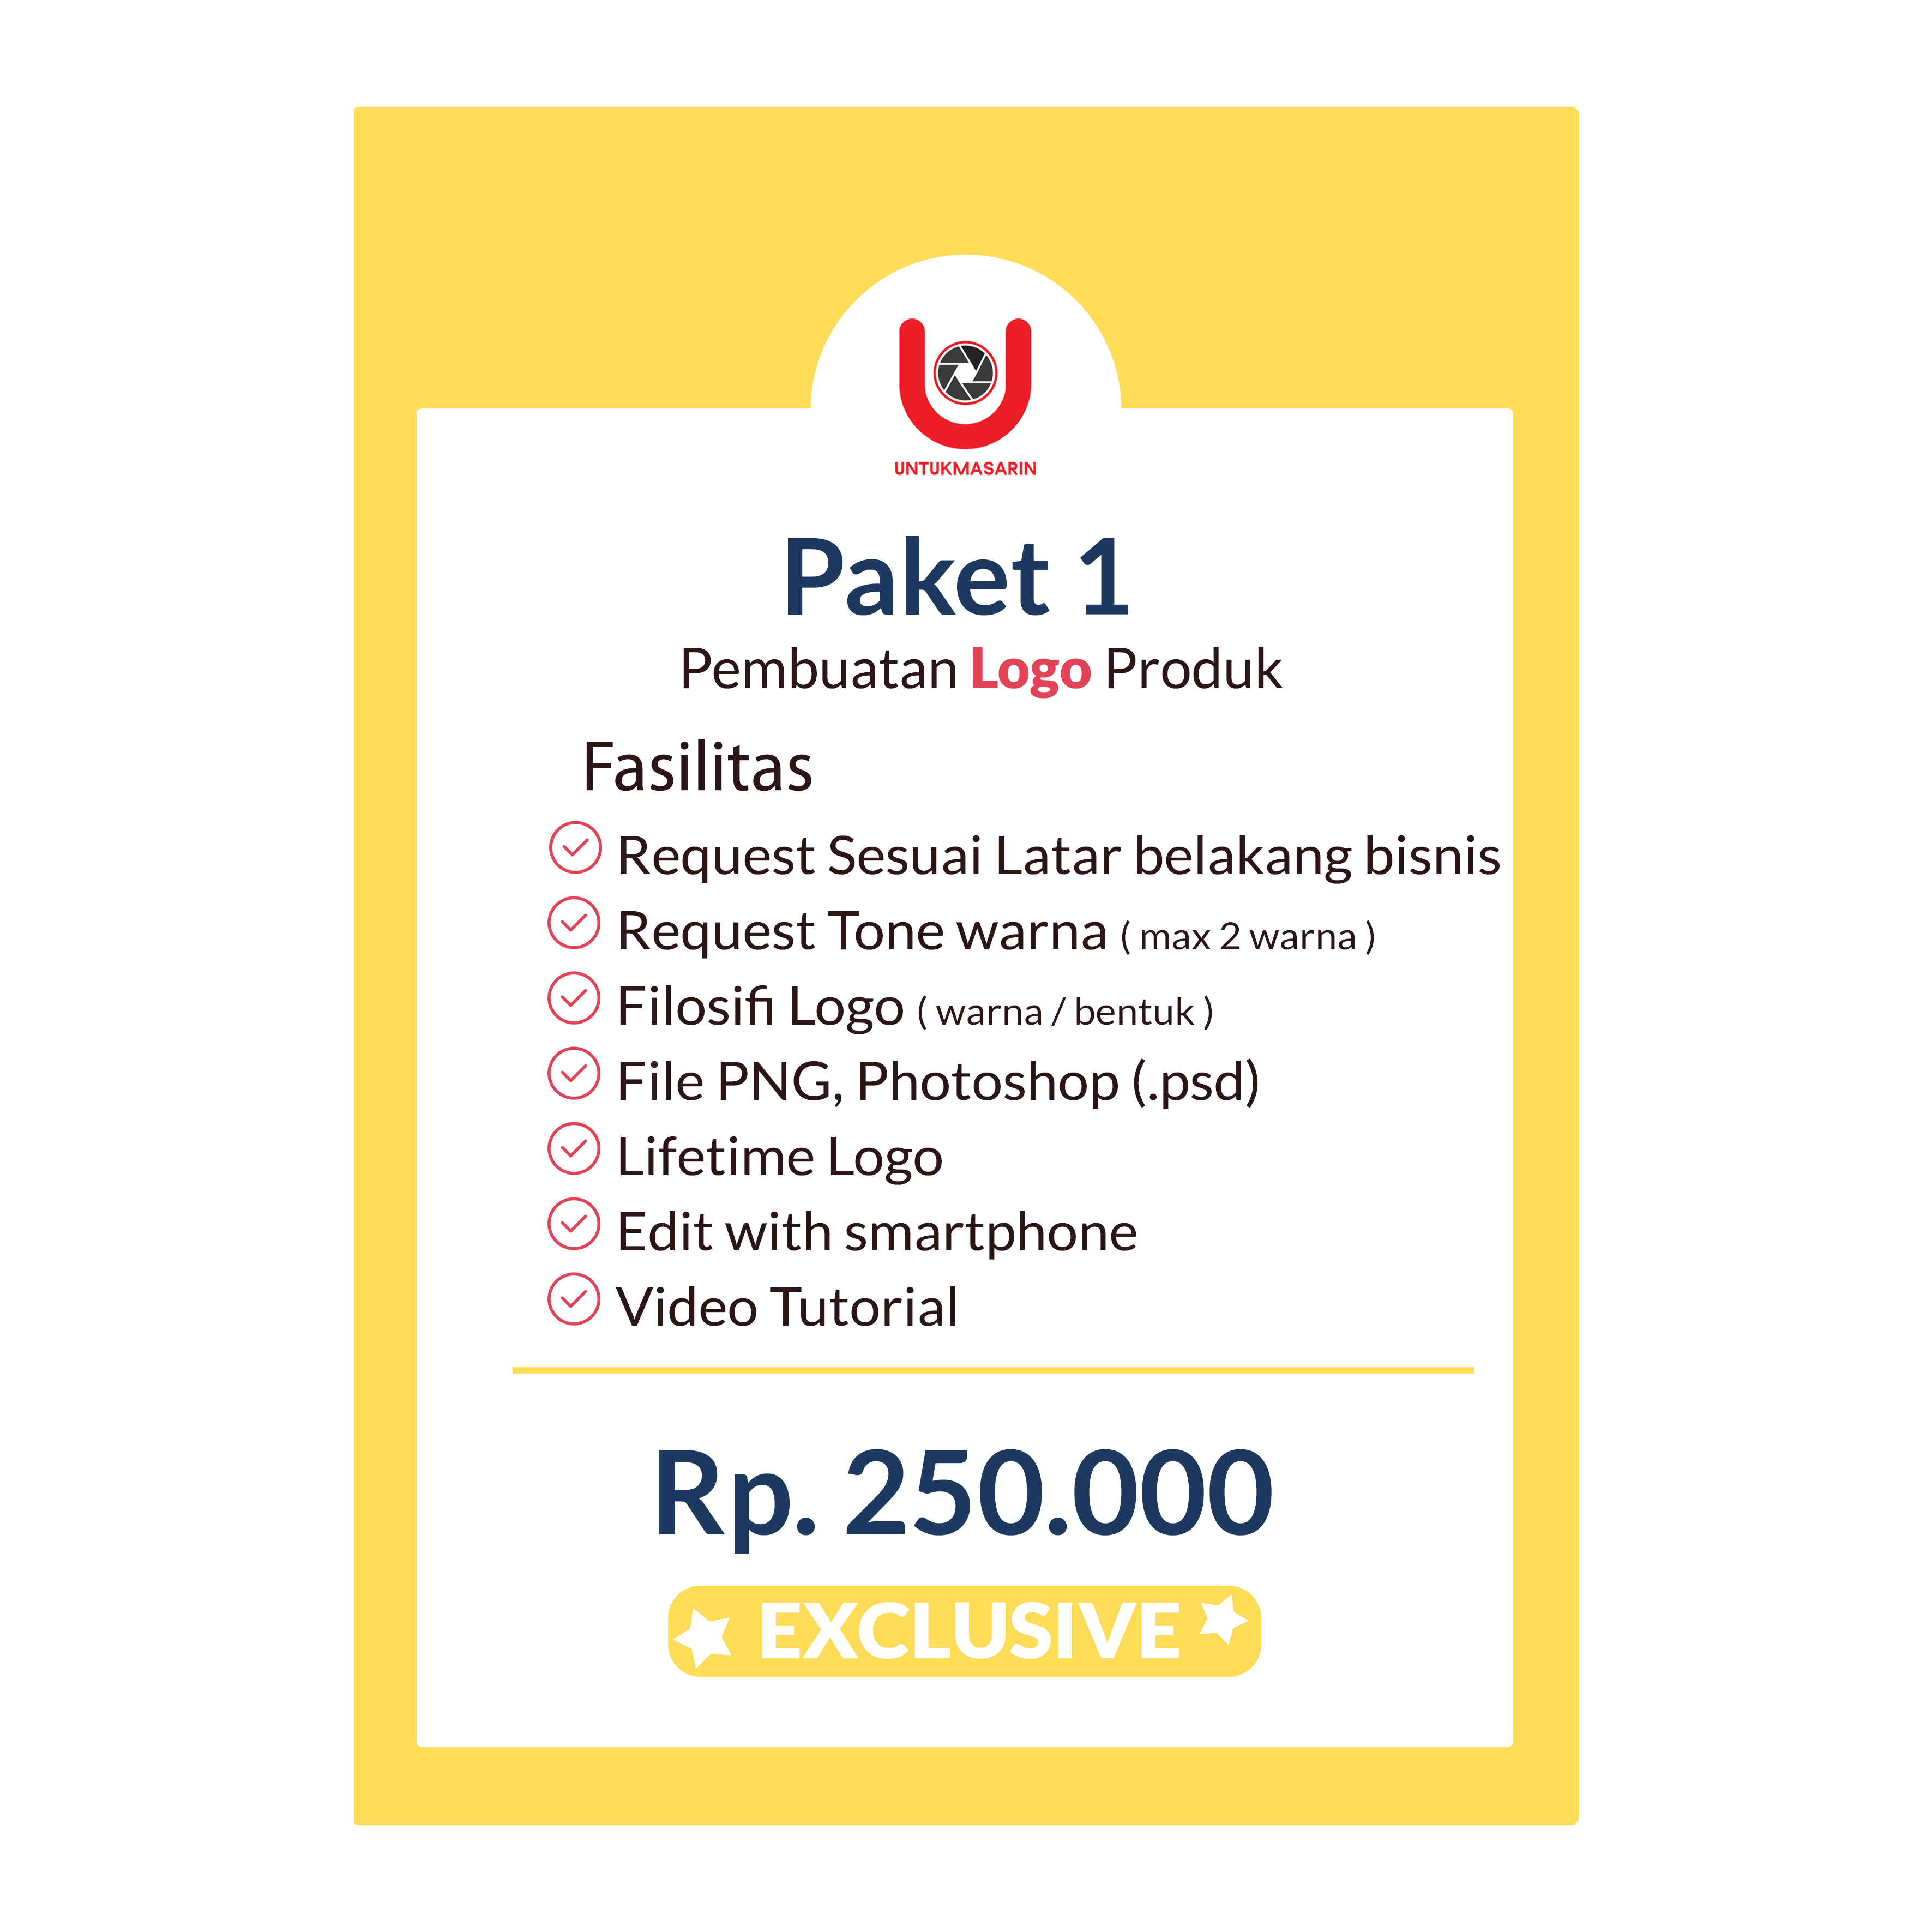 UNTUKMASARIN
Paket 1
Pembuatan Logo Produk
Fasilitas
Request Sesuai Latar belakang bisnis
Request Tone warna ( max 2 warna )
Filosifi Logo ( warna / bentuk )
File PNG, Photoshop (.psd)
Lifetime Logo
Edit with smartphone
Video Tutorial
Rp. 250.000
EXCLUSIVE